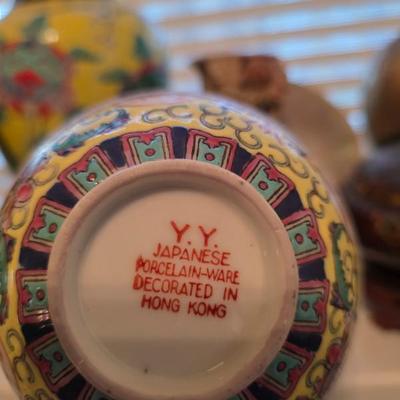 Y. Y.
JAPANESE
PORCELAIN-WARE
DECORATED IN
HONG KONG